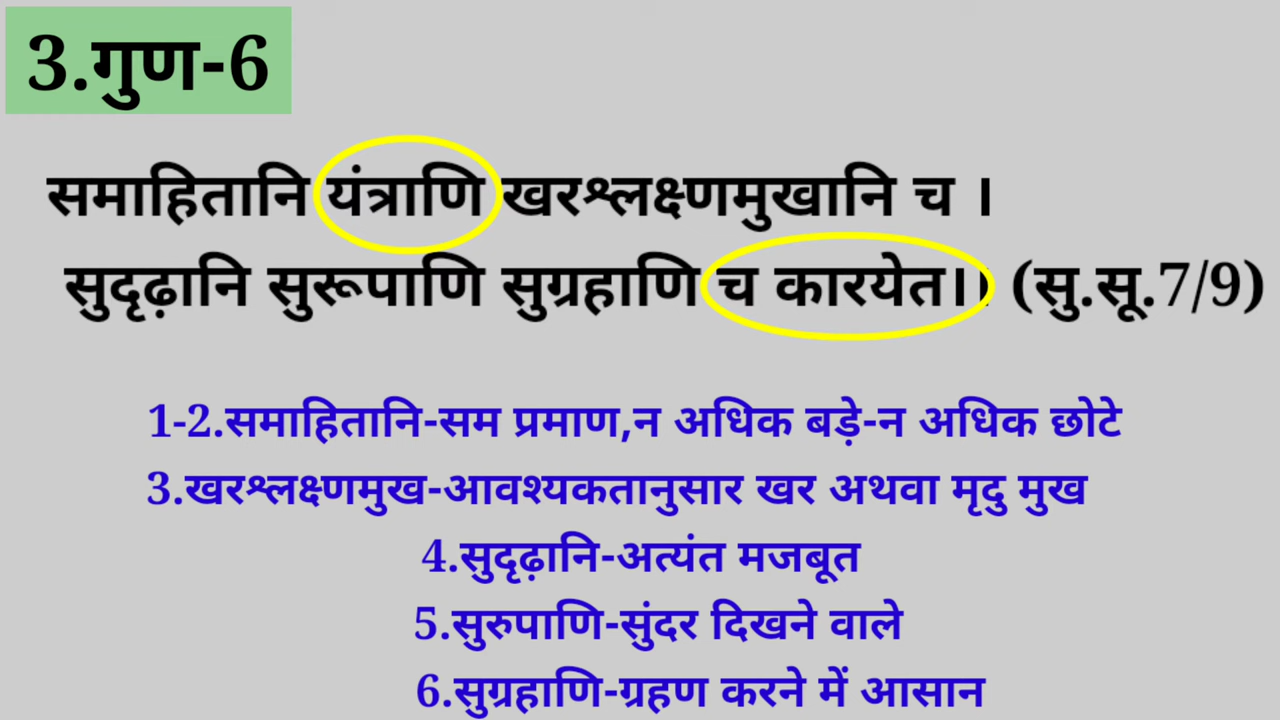 3.गुण-6
समाहितानि यंत्राणि खरश्लक्ष्णमुखानि च ।
सुदृढ़ानि सुरूपाणि सुग्रहाणि च कारयेत।। (सु.सू.7/9)
1-2.समाहितानि-सम प्रमाण,न अधिक बड़े-न अधिक छोटे
3.खरश्लक्ष्णमुख-आवश्यकतानुसार खर अथवा मृदु मुख
4.सुदृढ़ानि-अत्यंत मजबूत
5.सुरुपाणि-सुंदर दिखने वाले
6.सुग्रहाणि-ग्रहण करने में आसान